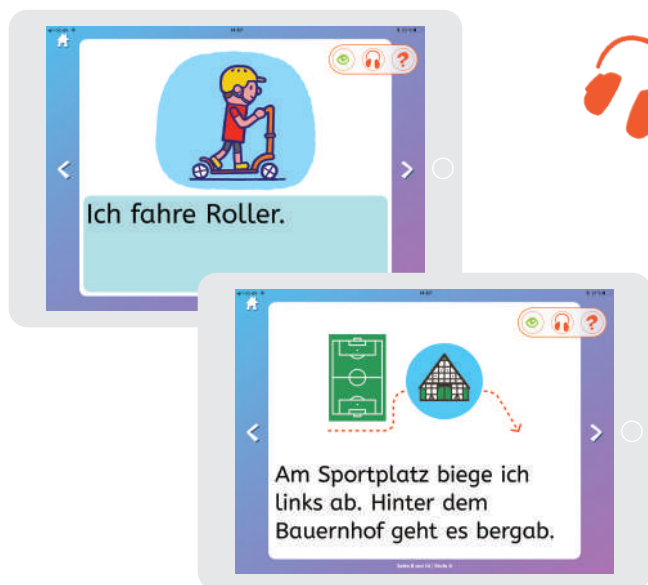 Ich fahre Roller.
Am Sportplatz biege ich
links ab. Hinter dem
Bauernhof geht es bergab.